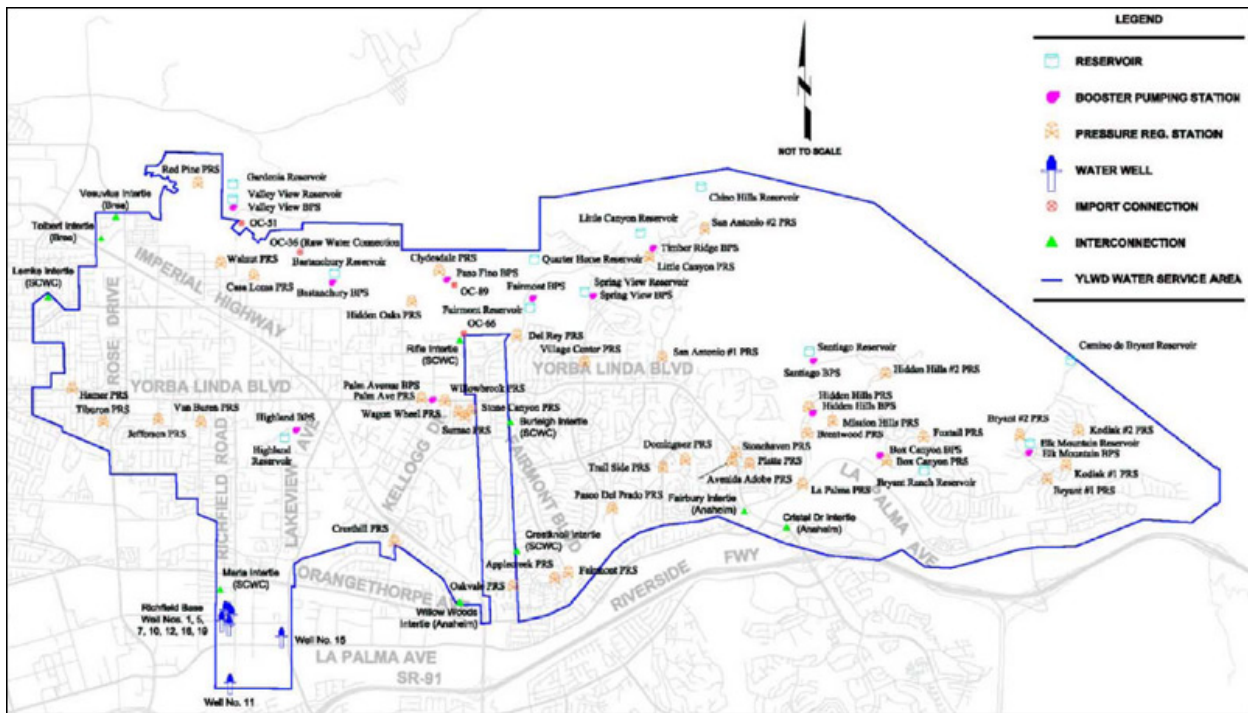 LEGEND
RESERVOIR
BOOSTER PUMPING STATION
PRESSURE REG. STATION
WATER WELL
IMPORT CONNECTION
INTERCONNECTION
YLWD WATER SERVICE AREA
NOT TO SCALE
Red Pine PRS
Gardenia Reservoir
Valley View Reservoir
Valley View BPS
OC-51
Vesuvius Intertie
(Brea)
Tolbert Intertie
(Brea)
Lemke Intertie
(SCWC)
IMPERIAL HIGHWAY
ROSE DRIVE
OC-36 (Raw Water Connection
Bastanchury Reservoir
Bastanchury BPS
Walnut PRS
Casa Loma PRS
Hidden Oaks PRS
Clydesdale PRS
Paso Fino BPS
OC-89
Fairmont BPS
Fairmont Reservoir
OC-66
Quarter Horse Reservoir
Little Canyon Reservoir
Chino Hills Reservoir
San Antonio #2 PRS
Timber Ridge BPS
Little Canyon PRS
Spring View Reservoir
Spring View BPS
Rifle Intertie
(SCWC)
Del Rey PRS
Village Center PRS
San Antonio #1 PRS
YORBA LINDA BLVD
YORBA LINDA BLVD
Santiago Reservoir
Santiago BPS
Hidden Hills #2 PRS
Camino de Bryant Reservoir
Hamer PRS
Tiburon PRS
Jefferson PRS
Van Buren PRS
RICHFIELD ROAD
Highland BPS
Highland
Reservoir
LAKEVIEW AVE
Palm Avenue BPS
Palm Ave PRS
Willowbrook PRS
Wagon Wheel PRS
Stone Canyon PRS
Sumac PRS
KELLOGG DR
Burleigh Intertie
(SCWC)
FAIRMONT BLVD
Hidden Hills PRS
Hidden Hills BPS
Mission Hills PRS
Brentwood PRS
Foxtail PRS
Bryant #2 PRS
Kodiak #2 PRS
Elk Mountain Reservoir
Elk Mountain BPS
Kodiak #1 PRS
Bryant #1 PRS
Box Canyon BPS
Box Canyon PRS
Bryant Ranch Reservoir
Dominguez PRS
Stonehaven PRS
Trail Side PRS
Platte PRS
Avenida Adobe PRS
La Palma PRS
LA PALMA AVE
Paseo Del Prado PRS
Fairbury Intertie
(Anaheim)
Cristal Dr Intertie
(Anaheim)
Crestknoll Intertie
(SCWC)
Cresthill PRS
Applecreek PRS
Fairmont PRS
Oakvale PRS
RIVERSIDE FWY
ORANGETHORPE AVE
Willow Woods
Intertie (Anaheim)
Maria Intertie
(SCWC)
Richfield Base
Well Nos. 1, 5,
7, 10, 12, 18, 19
Well No. 15
LA PALMA AVE
SR-91
Well No. 11